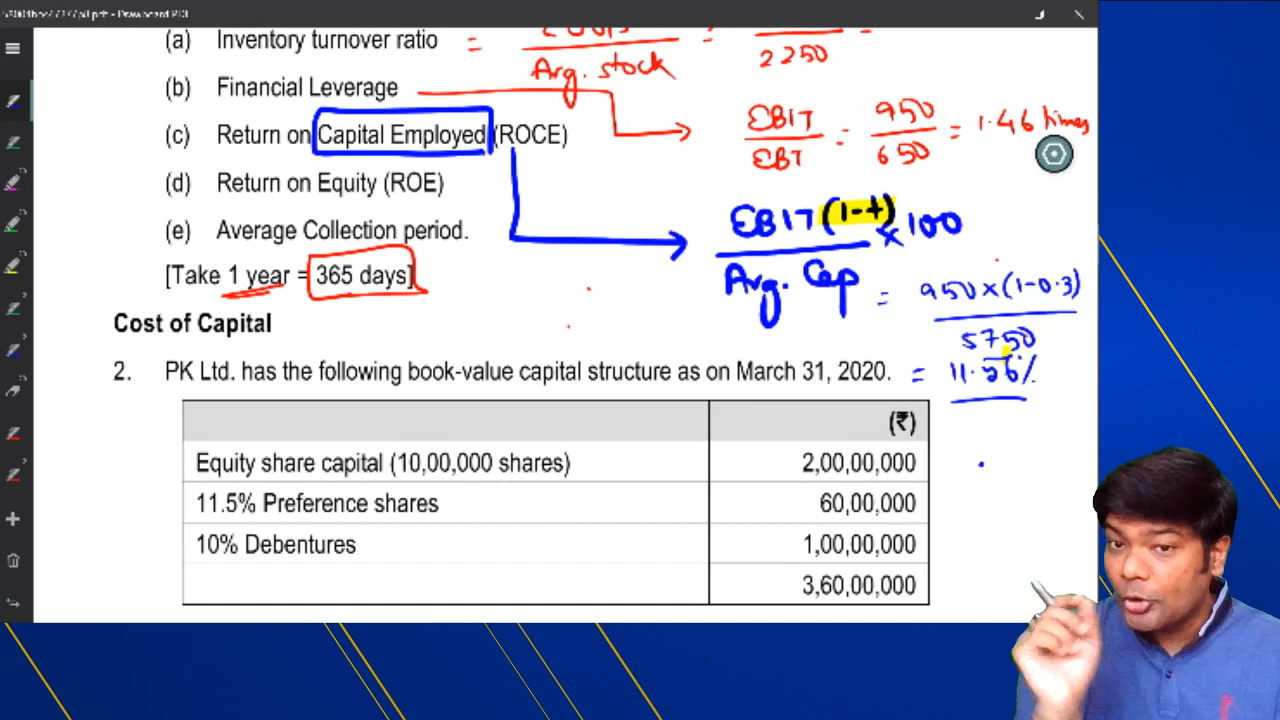 (a) Inventory turnover ratio = Avg. stock = 2250 =
(b) Financial Leverage
EBIT / EBT = 950 / 650 = 1.46 times
(c) Return on Capital Employed (ROCE)
(d) Return on Equity (ROE)
EBIT (1-t) × 100
Avg. Cap
(e) Average Collection period.
[Take 1 year = 365 days]
= 950 × (1-0.3)
5750
Cost of Capital
2. PK Ltd. has the following book-value capital structure as on March 31, 2020.
= 11.56%
(₹)
Equity share capital (10,00,000 shares) 2,00,00,000
11.5% Preference shares 60,00,000
10% Debentures 1,00,00,000
3,60,00,000